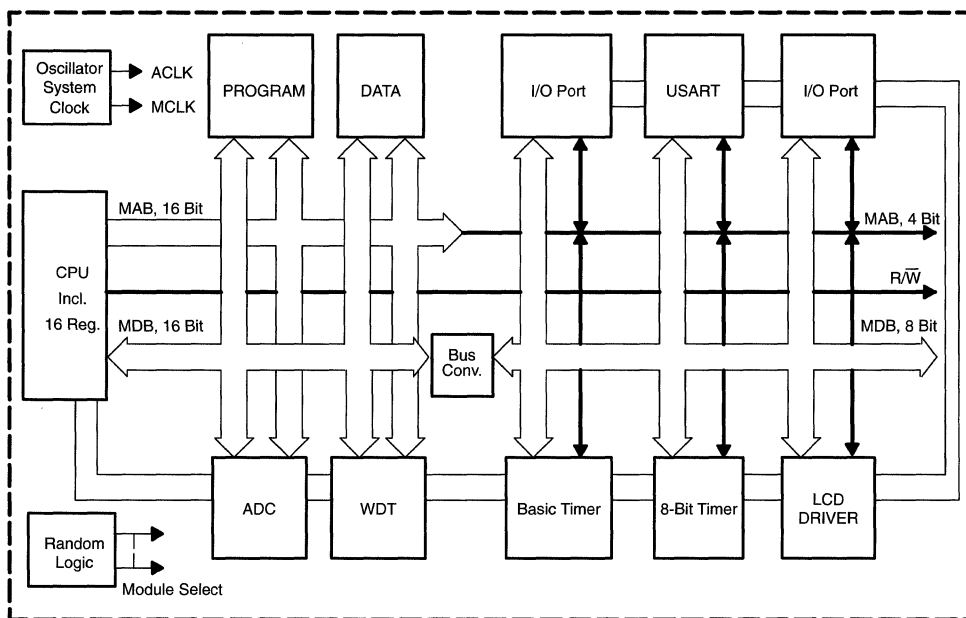 Oscillator
System
Clock
ACLK
MCLK
PROGRAM
DATA
I/O Port
USART
I/O Port
MAB, 16 Bit
MAB, 4 Bit
CPU
Incl.
16 Reg.
R/W̅
MDB, 16 Bit
Bus
Conv.
MDB, 8 Bit
ADC
WDT
Basic Timer
8-Bit Timer
LCD
DRIVER
Random
Logic
Module Select